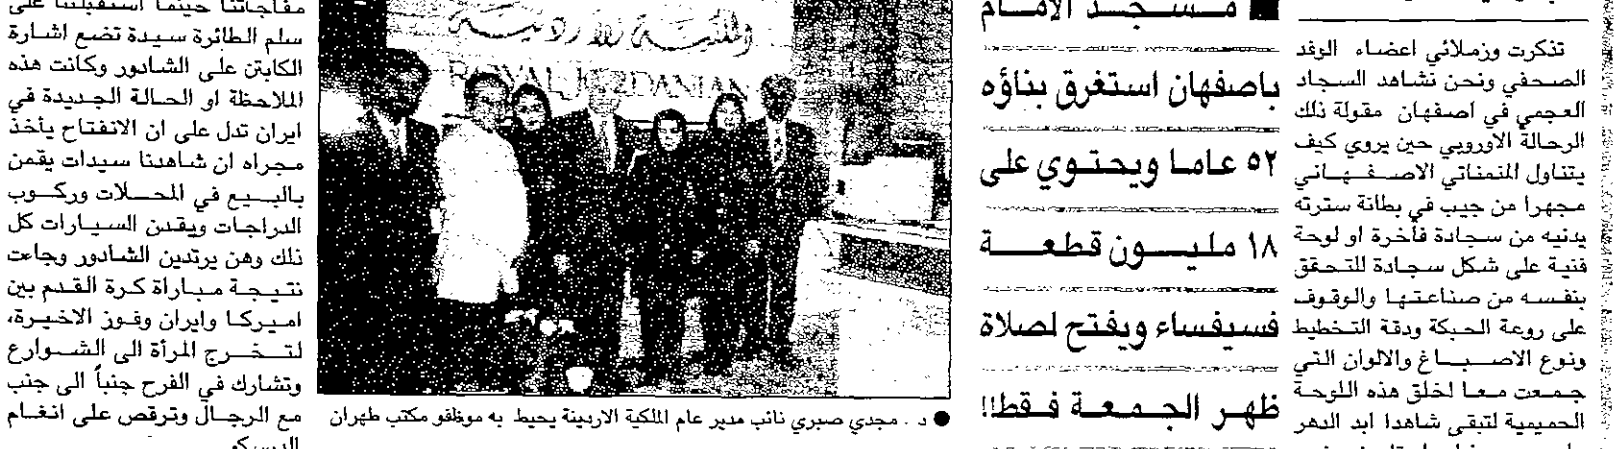 تذكرت وزملائي اعضاء الوفد
الصحفي ونحن نشاهد السجاد
العجمي في اصفهان مقولة ذلك
الرحالة الاوروبي حين يروي كيف
يتناول المنمناتي الاصفهاني
مجهرا من جيب في بطانة سترته
يدنيه من سجادة فاخرة او لوحة
فنية على شكل سجادة للتحقق
بنفسه من صناعتها والوقوف
على روعة الحبكة ودقة التخطيط
ونوع الاصباغ والالوان التي
جمعت معا لخلق هذه اللوحة
الحميمية لتبقى شاهدا ابد الدهر
■ مسجد الامام
باصفهان استغرق بناؤه
٥٢ عاما ويحتوي على
١٨ مليون قطعة
فسيفساء ويفتح لصلاة
ظهر الجمعة فقط!!
الملكية الأردنية
ROYAL JORDANIAN
● د . مجدي صبري نائب مدير عام الملكية الاردينة يحيط به موظفو مكتب طهران
مفاجاتنا حينما استقبلتنا على
سلم الطائرة سيدة تضع اشارة
الكابتن على الشادور وكانت هذه
الملاحظة او الحالة الجديدة في
ايران تدل على ان الانفتاح يأخذ
مجراه ان شاهدنا سيدات يقمن
بالبيع في المحلات وركوب
الدراجات ويقدن السيارات كل
ذلك وهن يرتدين الشادور وجاءت
نتيجة مباراة كرة القدم بين
اميركا وايران وفوز الاخيرة،
لتخرج المرأة الى الشوارع
وتشارك في الفرح جنباً الى جنب
مع الرجال وترقص على انغام